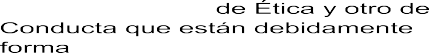 de Ética y otro de
Conducta que están debidamente
forma